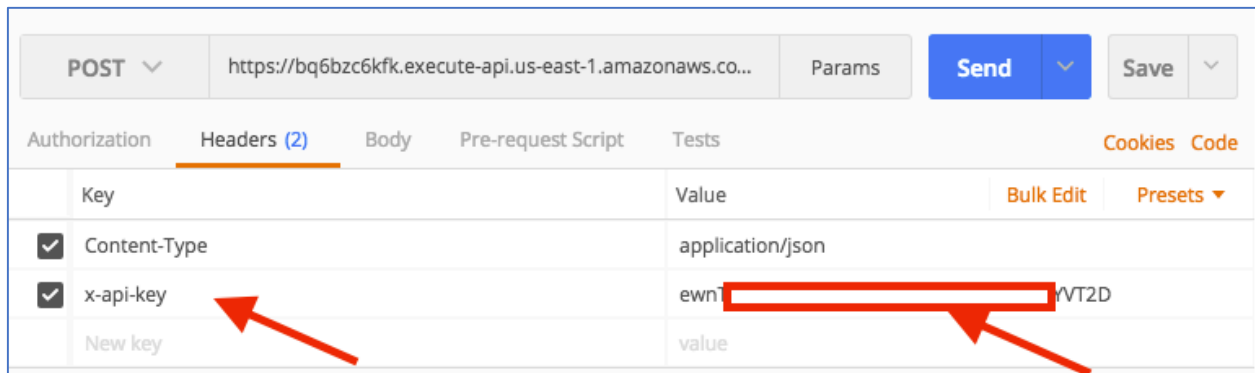 POST https://bq6bzc6kfk.execute-api.us-east-1.amazonaws.co... Params Send Save
Authorization Headers (2) Body Pre-request Script Tests Cookies Code
Key Value Bulk Edit Presets
Content-Type application/json
x-api-key ewnT YVT2D
New key value